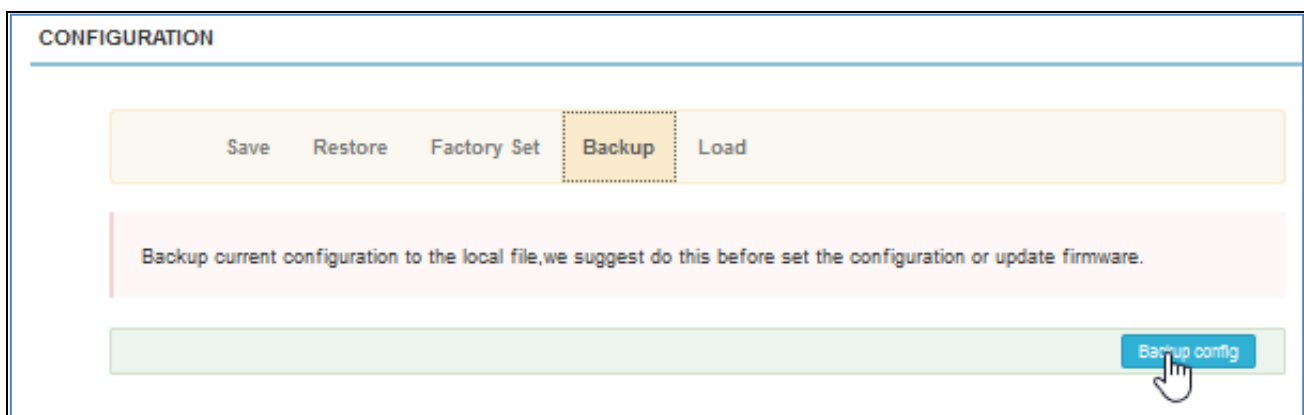 CONFIGURATION
Save Restore Factory Set Backup Load
Backup current configuration to the local file,we suggest do this before set the configuration or update firmware.
Backup config